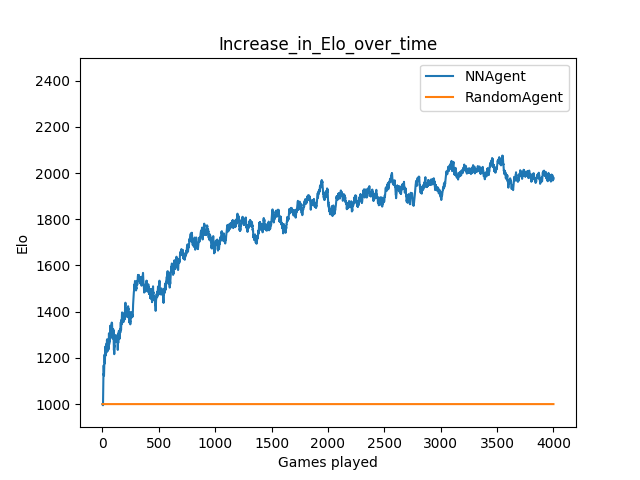 Increase_in_Elo_over_time
NNAgent
RandomAgent
2400
2200
2000
1800
1600
1400
1200
1000
Elo
0 500 1000 1500 2000 2500 3000 3500 4000
Games played